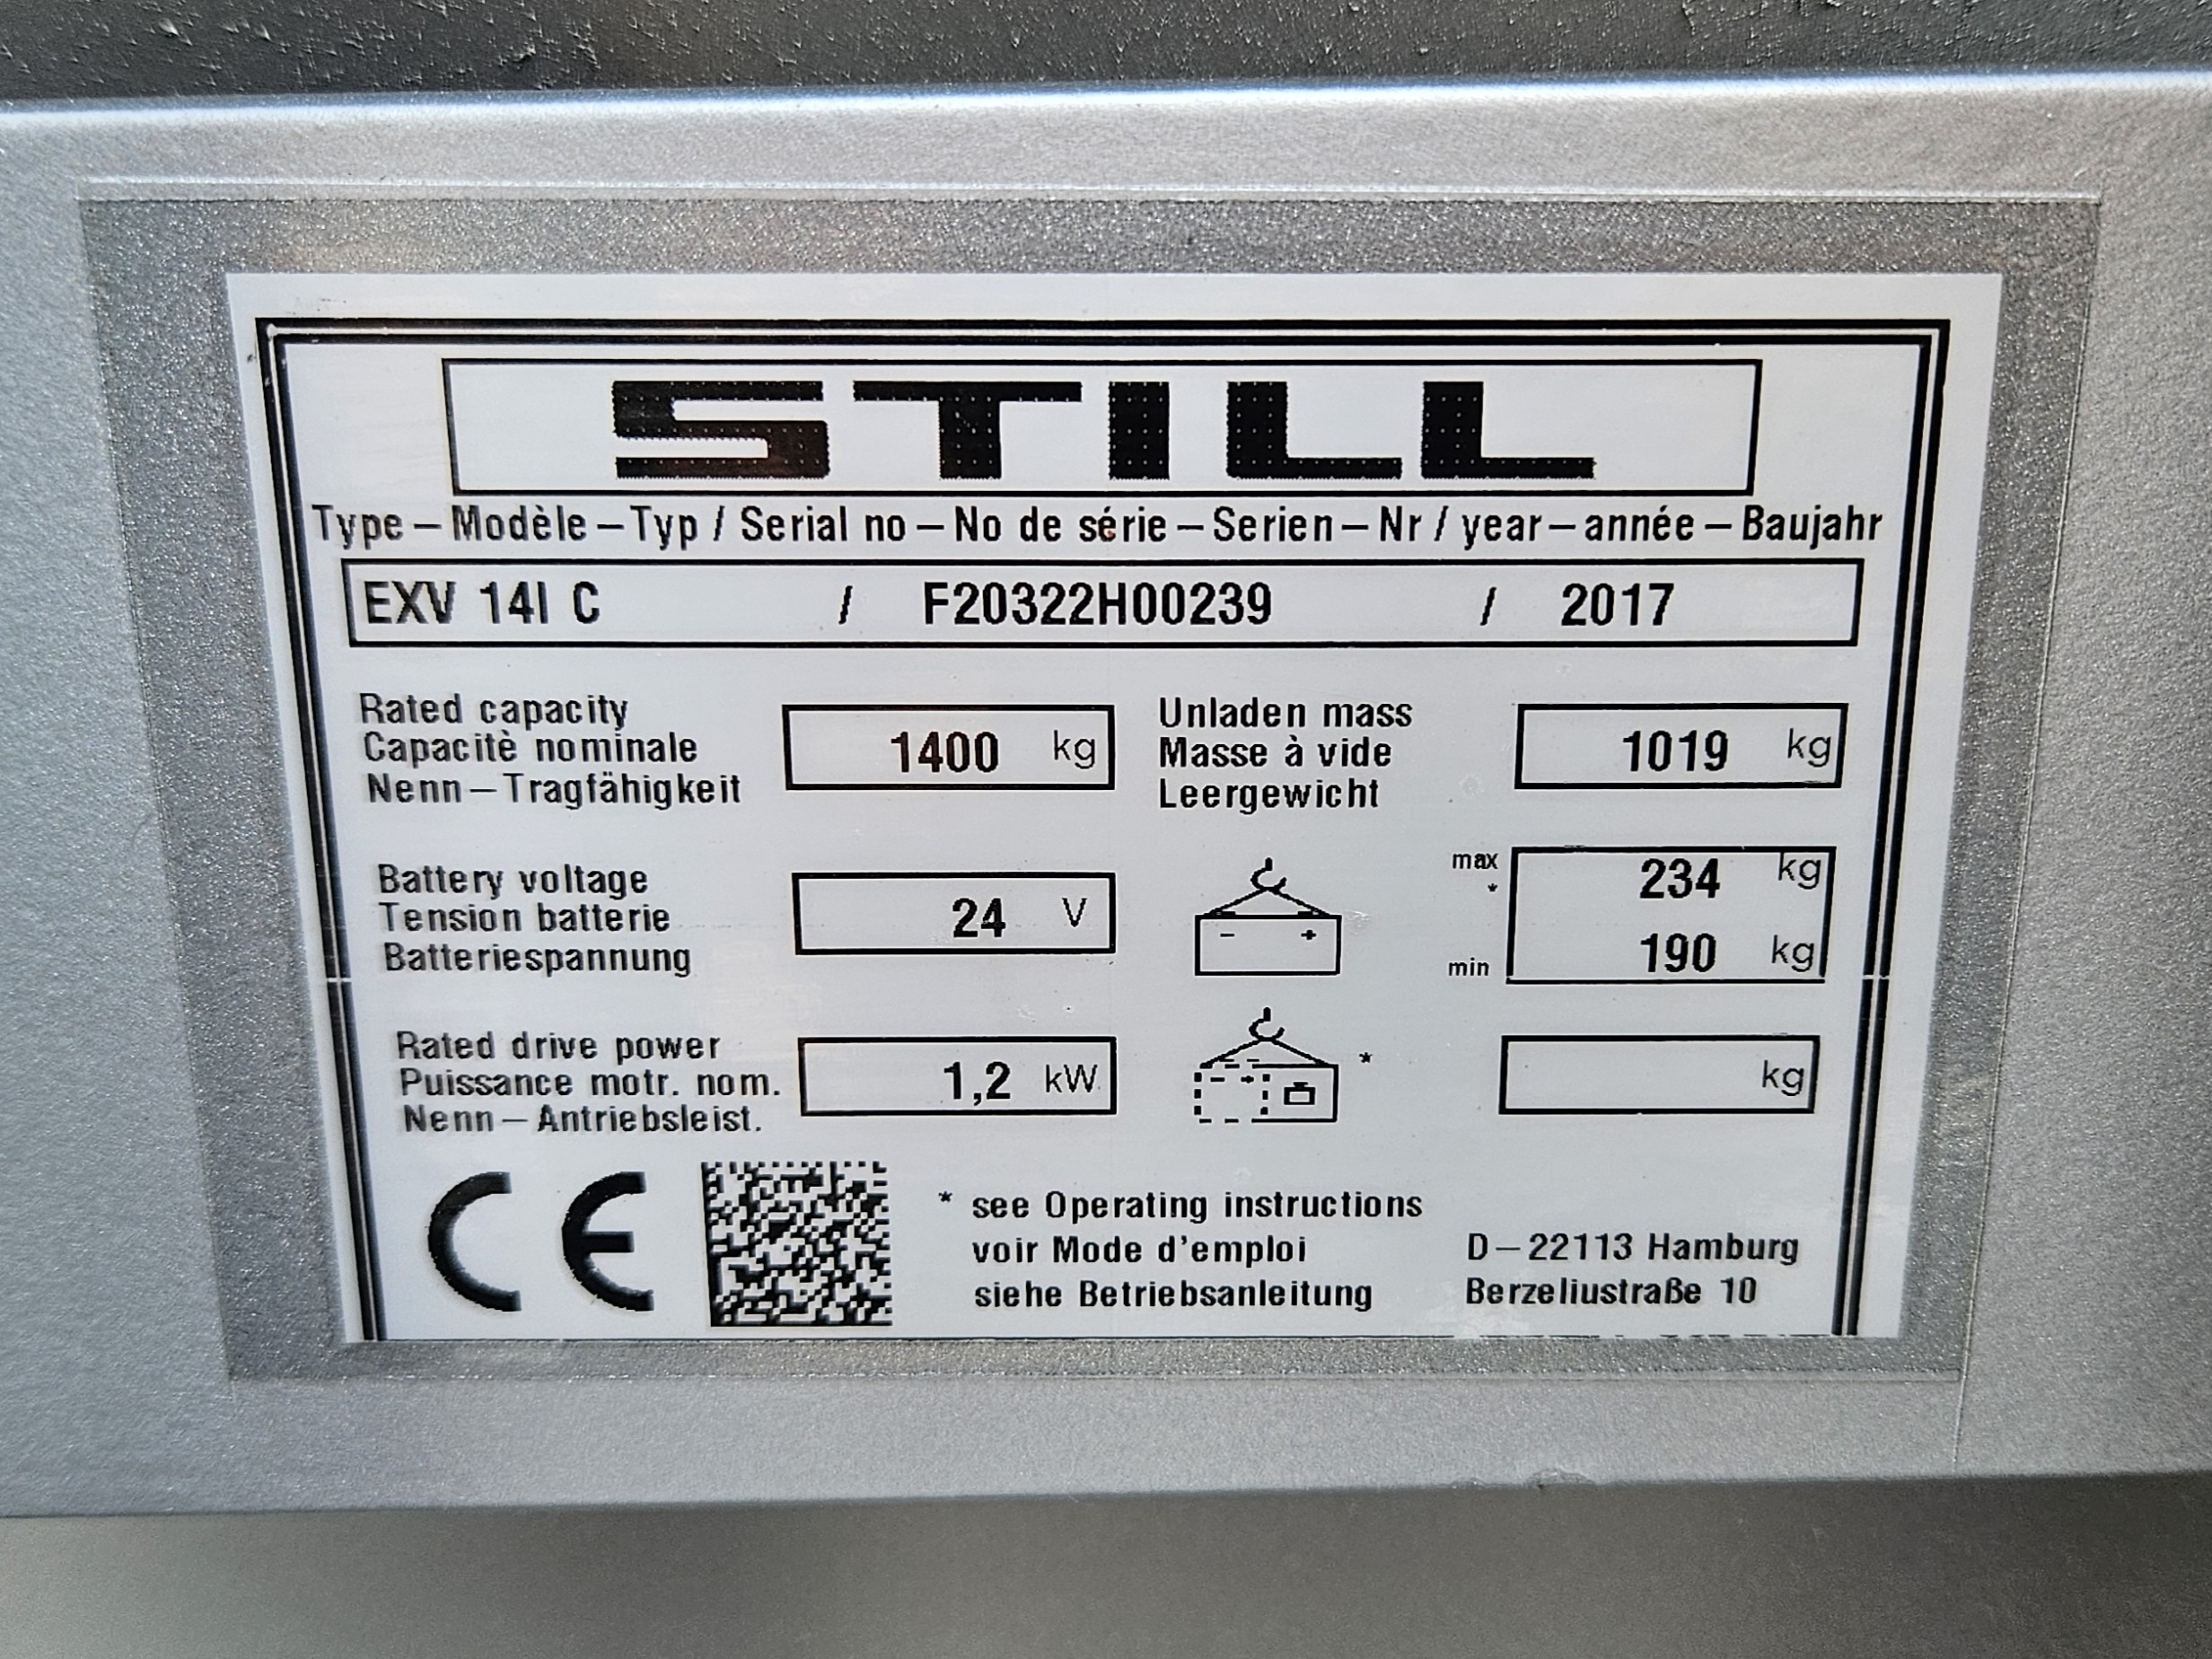 STILL
Type – Modèle – Typ / Serial no – No de série – Serien – Nr / year – année – Baujahr
EXV 14I C / F20322H00239 / 2017
Rated capacity
Capacitè nominale
Nenn – Tragfähigkeit
1400 kg
Unladen mass
Masse à vide
Leergewicht
1019 kg
Battery voltage
Tension batterie
Batteriespannung
24 V
- +
max
*
234 kg
min
190 kg
Rated drive power
Puissance motr. nom.
Nenn – Antriebsleist.
1,2 kW
- +
*
kg
CE
* see Operating instructions
voir Mode d'emploi
siehe Betriebsanleitung
D – 22113 Hamburg
Berzeliustraße 10